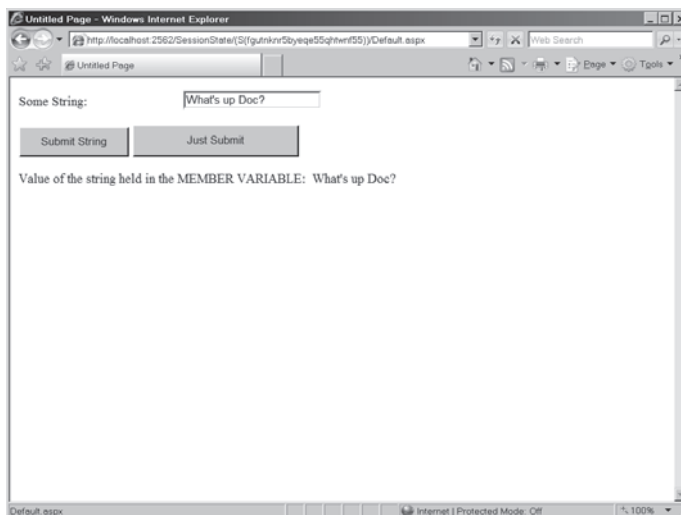 Untitled Page - Windows Internet Explorer
http://localhost:2562/SessionState/(S(fgutnknr5byeqe55qhtwnf55))/Default.aspx
Web Search
Untitled Page
Page
Tools
Some String: What's up Doc?
Submit String Just Submit
Value of the string held in the MEMBER VARIABLE: What's up Doc?
Default.aspx
Internet | Protected Mode: Off
100%